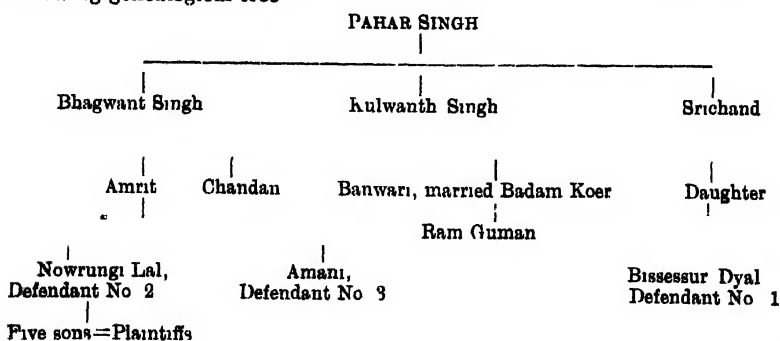 PAHAR SINGH
Bhagwant Singh Kulwanth Singh Srichand
Amrit Chandan Banwari, married Badam Koer Daughter
Ram Guman
Nowrungi Lal, Amani, Bissessur Dyal
Defendant No 2 Defendant No 3 Defendant No 1
Five sons=Plaintiffs